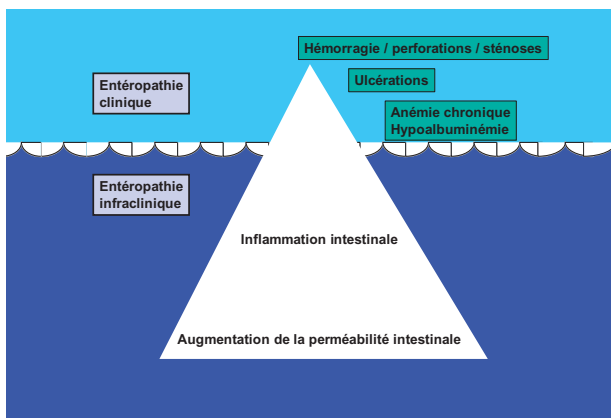 Hémorragie / perforations / sténoses
Ulcérations
Entéropathie
clinique
Anémie chronique
Hypoalbuminémie
Entéropathie
infraclinique
Inflammation intestinale
Augmentation de la perméabilité intestinale